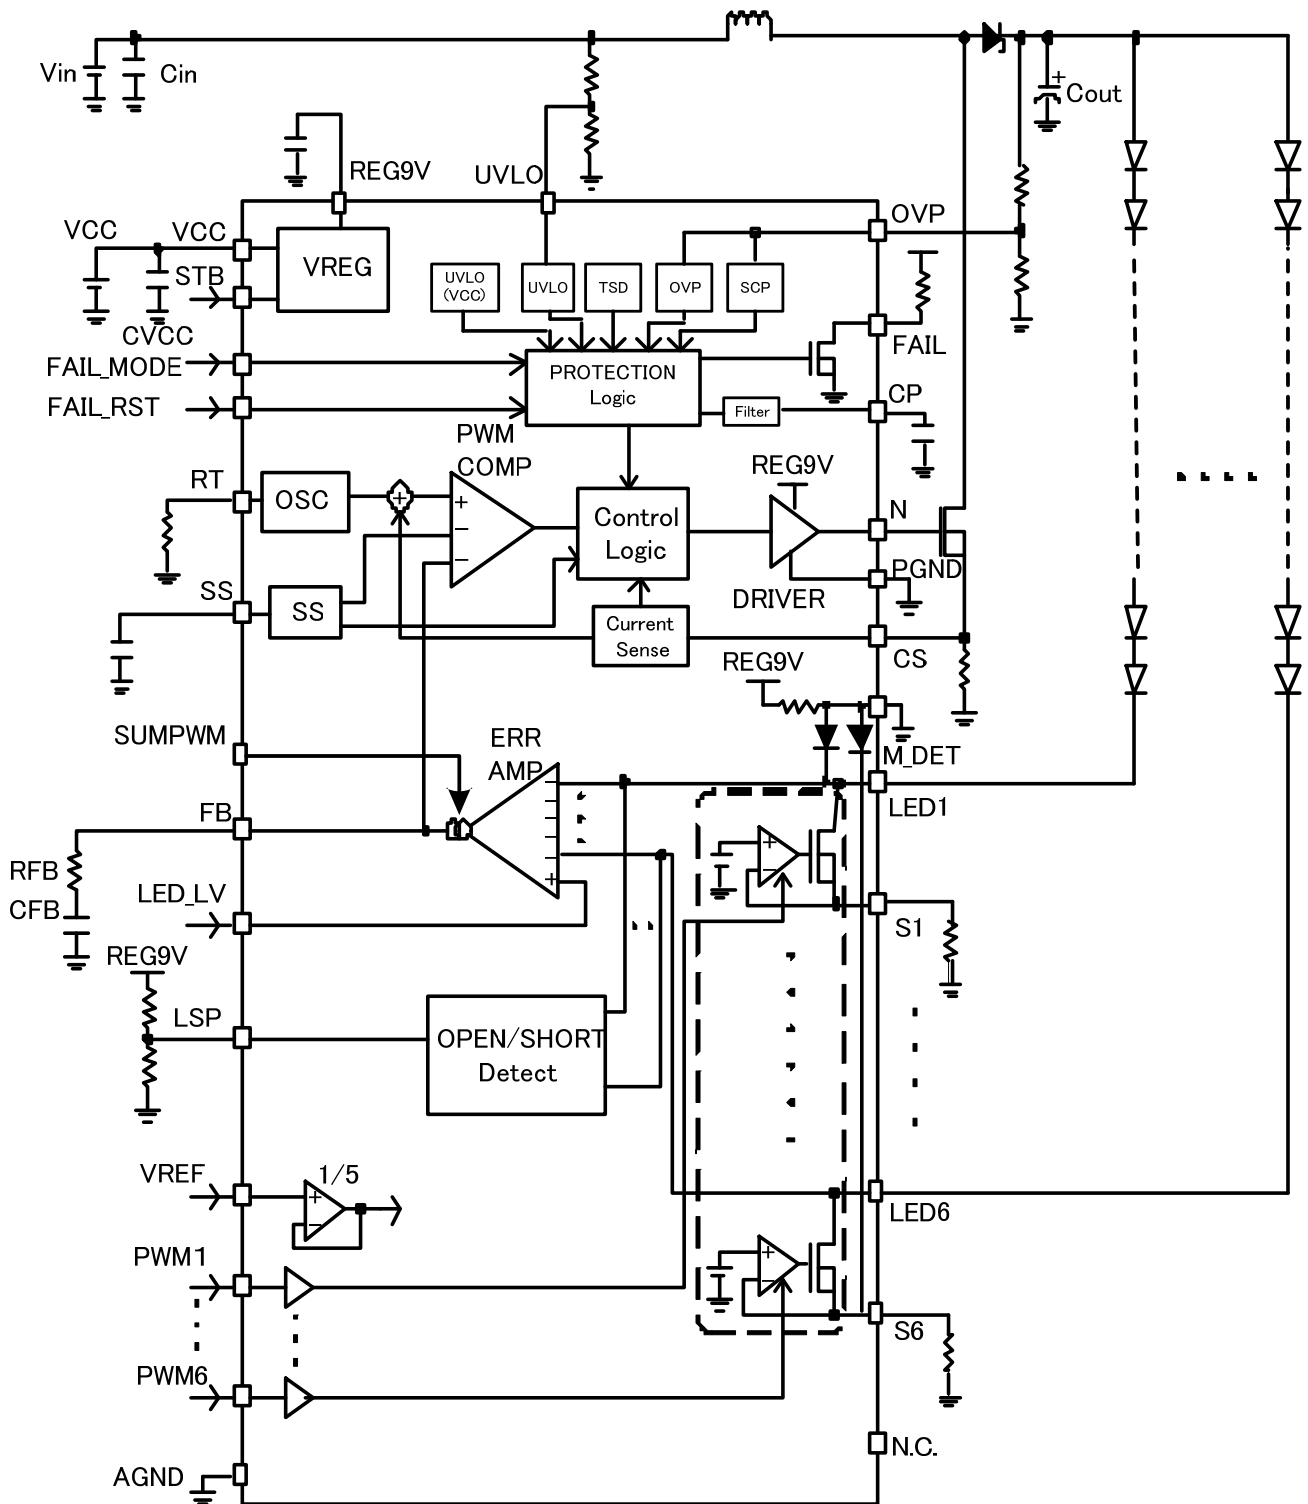 Vin
Cin
+
Cout
REG9V
UVLO
VCC
VCC
STB
CVCC
VREG
UVLO
(VCC)
UVLO
TSD
OVP
SCP
OVP
FAIL_MODE
FAIL_RST
PROTECTION
Logic
Filter
FAIL
CP
PWM
COMP
RT
OSC
+
+
−
−
Control
Logic
REG9V
DRIVER
N
PGND
SS
SS
Current
Sense
CS
REG9V
SUMPWM
ERR
AMP
M_DET
LED1
FB
RFB
CFB
−
−
−
−
−
+
+
−
LED_LV
S1
REG9V
LSP
OPEN/SHORT
Detect
VREF
1/5
+
−
LED6
PWM1
+
−
S6
PWM6
N.C.
AGND